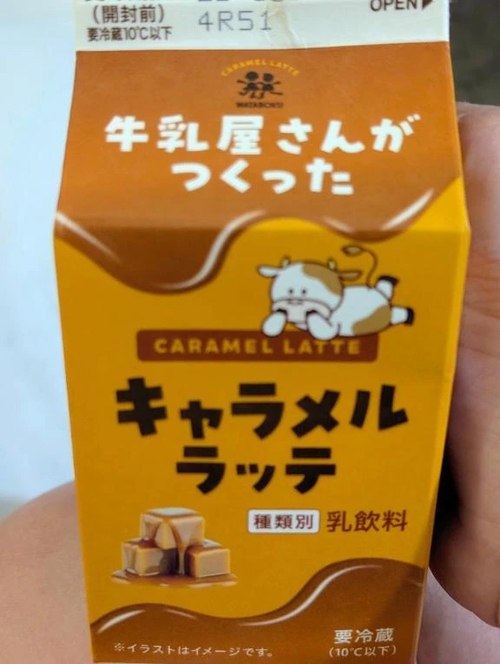 (開封前)
4R51
OPEN
要冷蔵10℃以下
CARAMEL LATTE
WATABOKU
牛乳屋さんが
つくった
CARAMEL LATTE
キャラメル
ラッテ
種類別 乳飲料
※イラストはイメージです。
要冷蔵
(10℃以下)